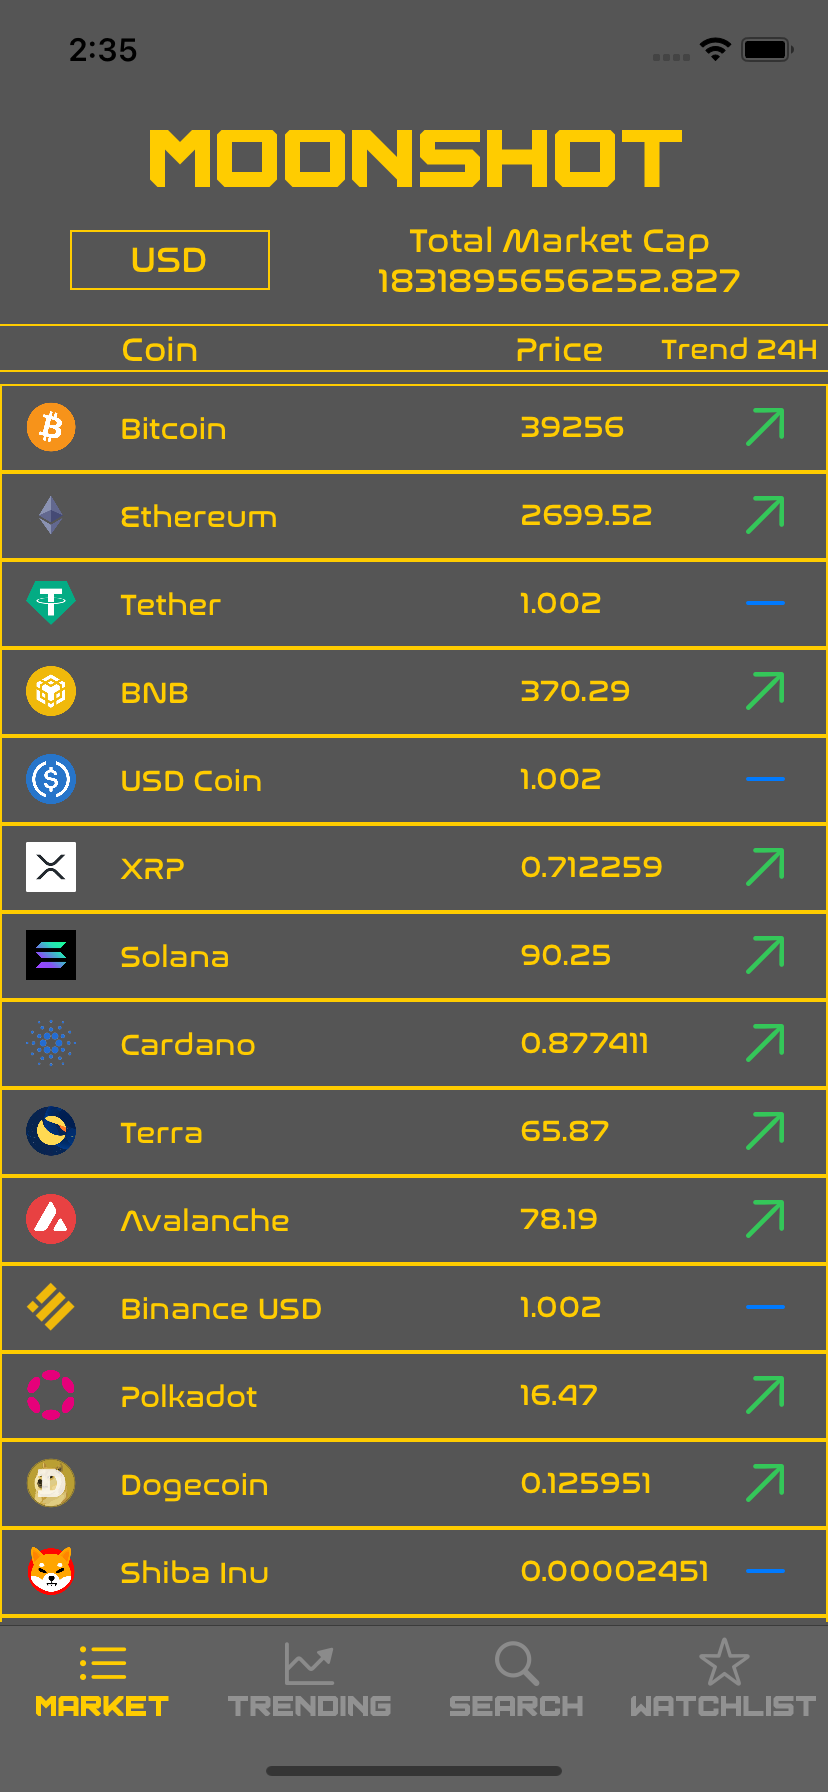 2:35
MOONSHOT
USD
Total Market Cap
1831895656252.827
Coin Price Trend 24H
Bitcoin 39256
Ethereum 2699.52
Tether 1.002
BNB 370.29
USD Coin 1.002
XRP 0.712259
Solana 90.25
Cardano 0.877411
Terra 65.87
Avalanche 78.19
Binance USD 1.002
Polkadot 16.47
Dogecoin 0.125951
Shiba Inu 0.00002451
MARKET TRENDING SEARCH WATCHLIST